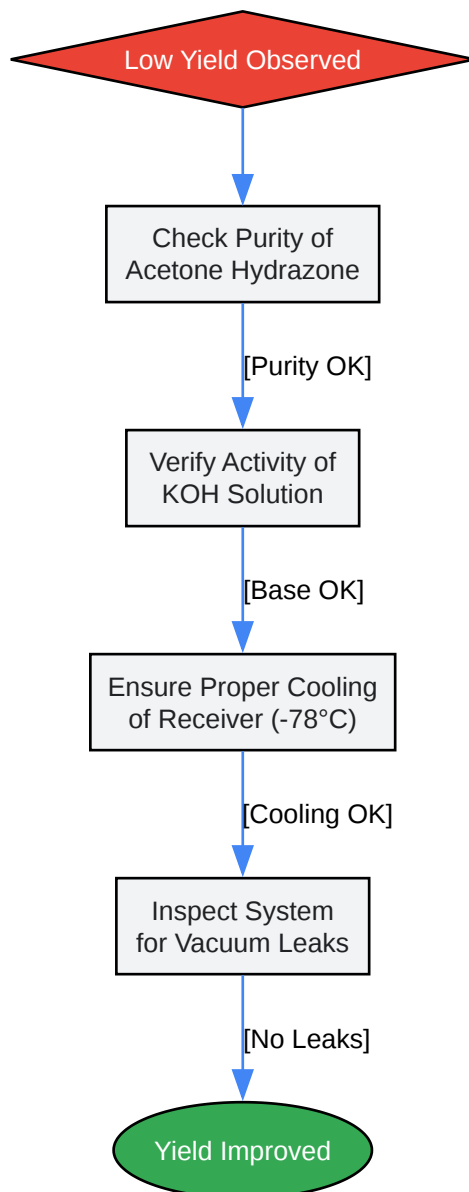 Low Yield Observed
Check Purity of
Acetone Hydrazone
[Purity OK]
Verify Activity of
KOH Solution
[Base OK]
Ensure Proper Cooling
of Receiver (-78°C)
[Cooling OK]
Inspect System
for Vacuum Leaks
[No Leaks]
Yield Improved